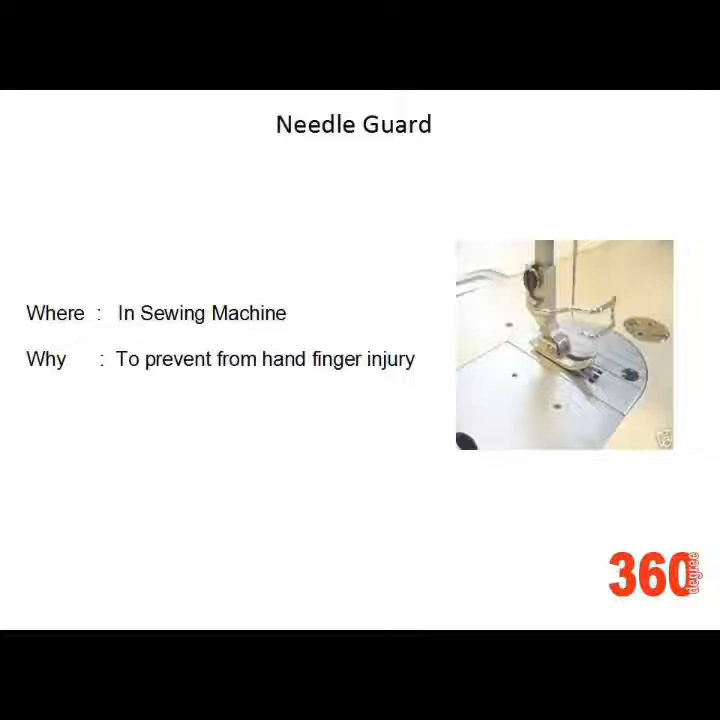 Needle Guard
Where : In Sewing Machine
Why : To prevent from hand finger injury
360
degree